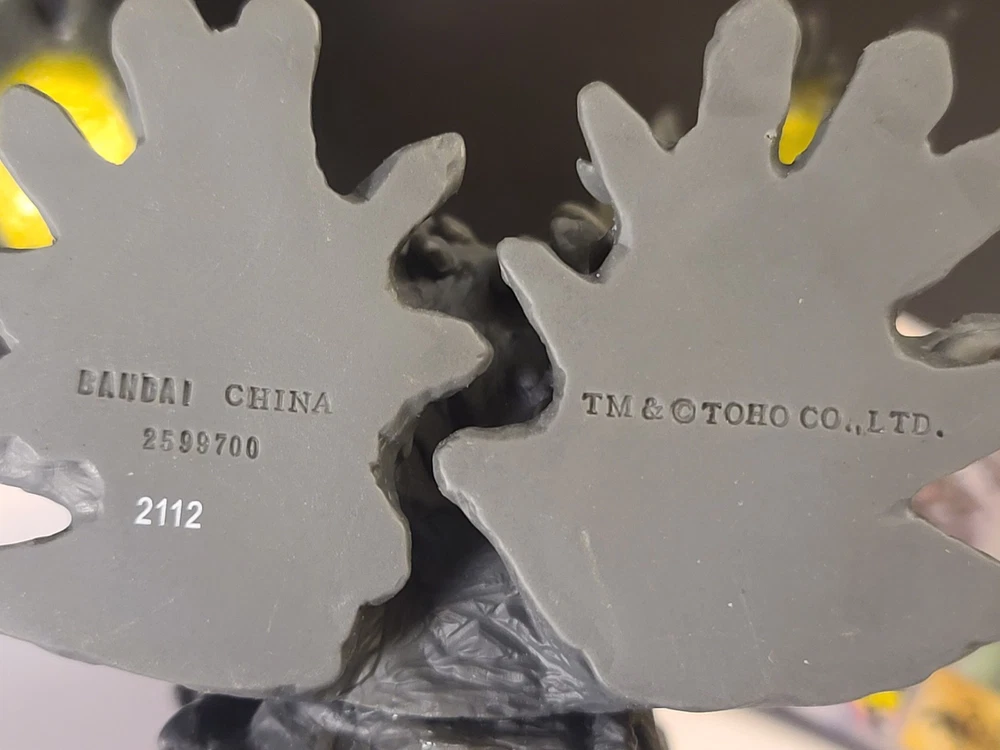 BANDAI CHINA
2599700
2112
TM & © TOHO CO.,LTD.